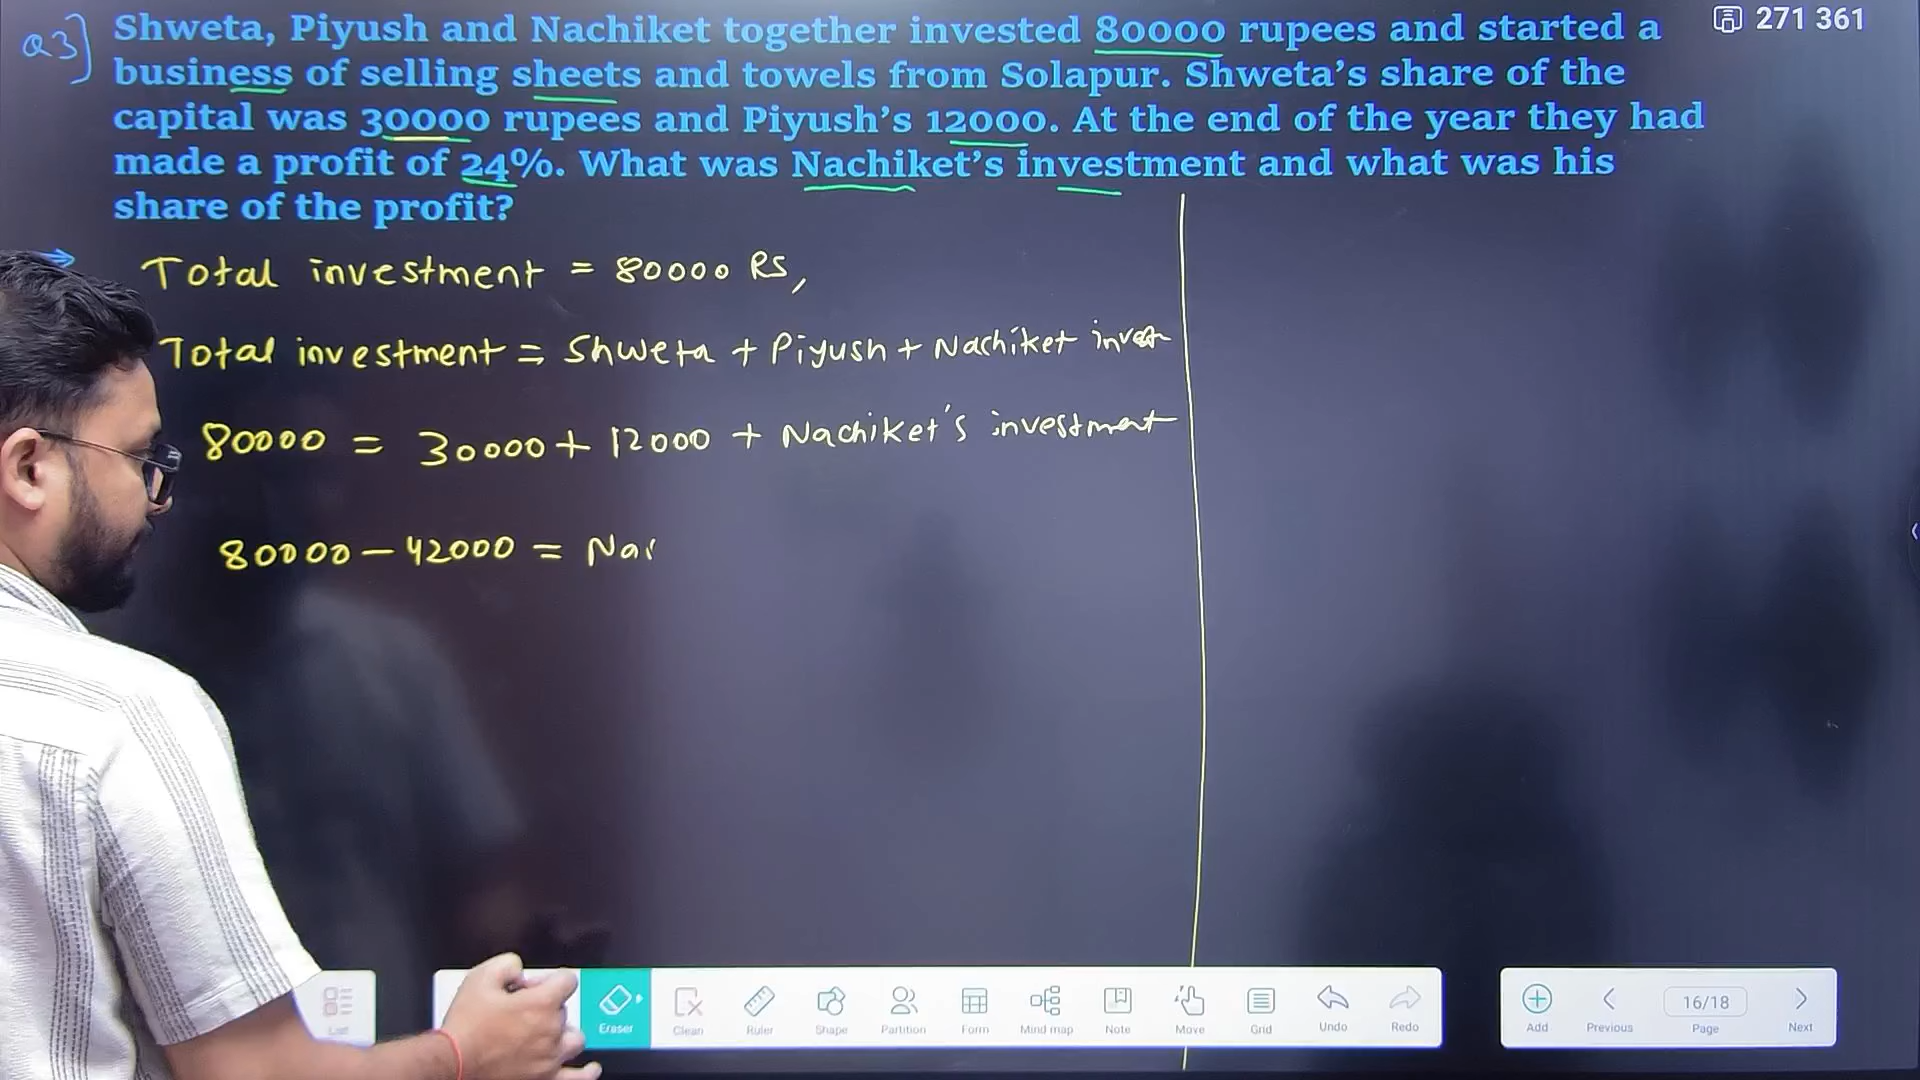 Q3] Shweta, Piyush and Nachiket together invested 80000 rupees and started a
business of selling sheets and towels from Solapur. Shweta's share of the
capital was 30000 rupees and Piyush's 12000. At the end of the year they had
made a profit of 24%. What was Nachiket's investment and what was his
share of the profit?
271 361
Total investment = 80000 RS,
Total investment = Shweta + Piyush + Nachiket
80000 = 30000 + 12000 + Nachiket's investment
80000 - 42000 =
Eraser
Clean
Ruler
Shape
Partition
Form
Mind map
Note
Move
Grid
Undo
Redo
Add
Previous
16/18
Page
Next